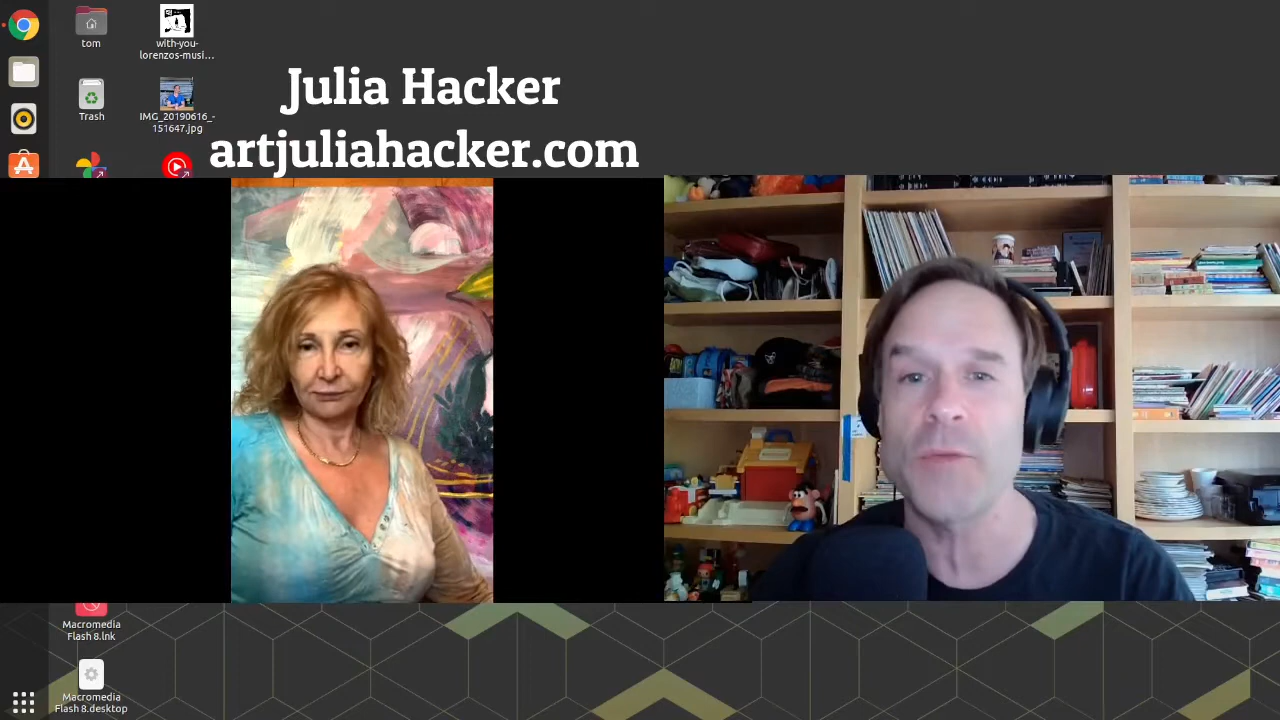 tom
with-you-
lorenzos-musi...
Trash
IMG_20190616_-
151647.jpg
Julia Hacker
artjuliahacker.com
Macromedia
Flash 8.lnk
Macromedia
Flash 8.desktop